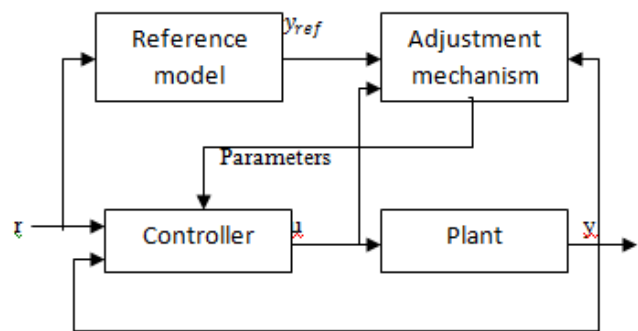 Reference
model
y_ref
Adjustment
mechanism
Parameters
r
Controller
u
Plant
y